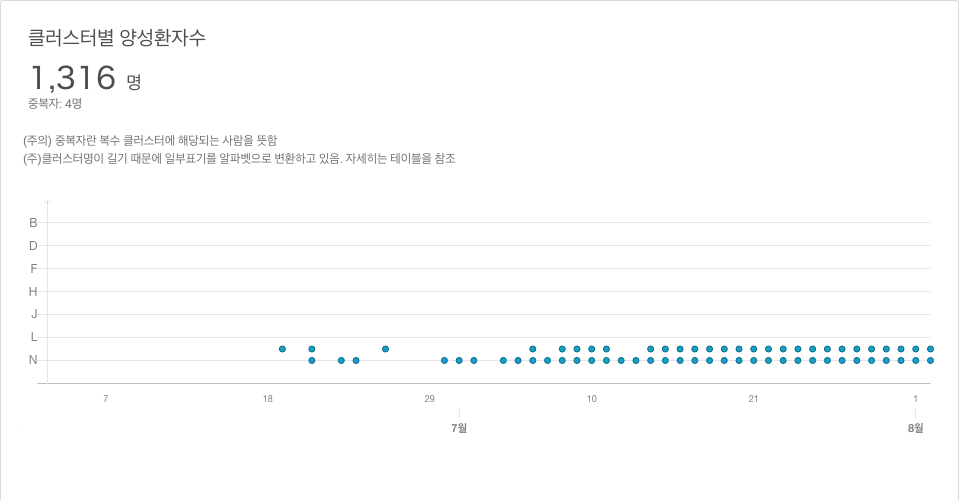 클러스터별 양성환자수
1,316 명
중복자: 4명
(주의) 중복자란 복수 클러스터에 해당되는 사람을 뜻함
(주)클러스터명이 길기 때문에 일부표기를 알파벳으로 변환하고 있음. 자세히는 테이블을 참조
B
D
F
H
J
L
N
7 18 29 10 21 1
7월 8월